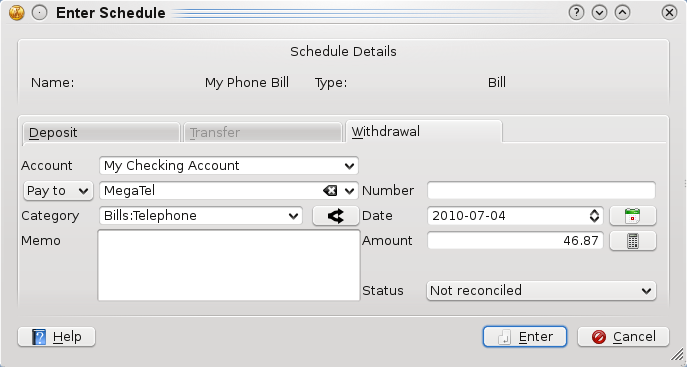 Enter Schedule
Schedule Details
Name: My Phone Bill Type: Bill
Deposit Transfer Withdrawal
Account My Checking Account
Pay to MegaTel Number
Category Bills:Telephone Date 2010-07-04
Memo Amount 46.87
Status Not reconciled
Help Enter Cancel